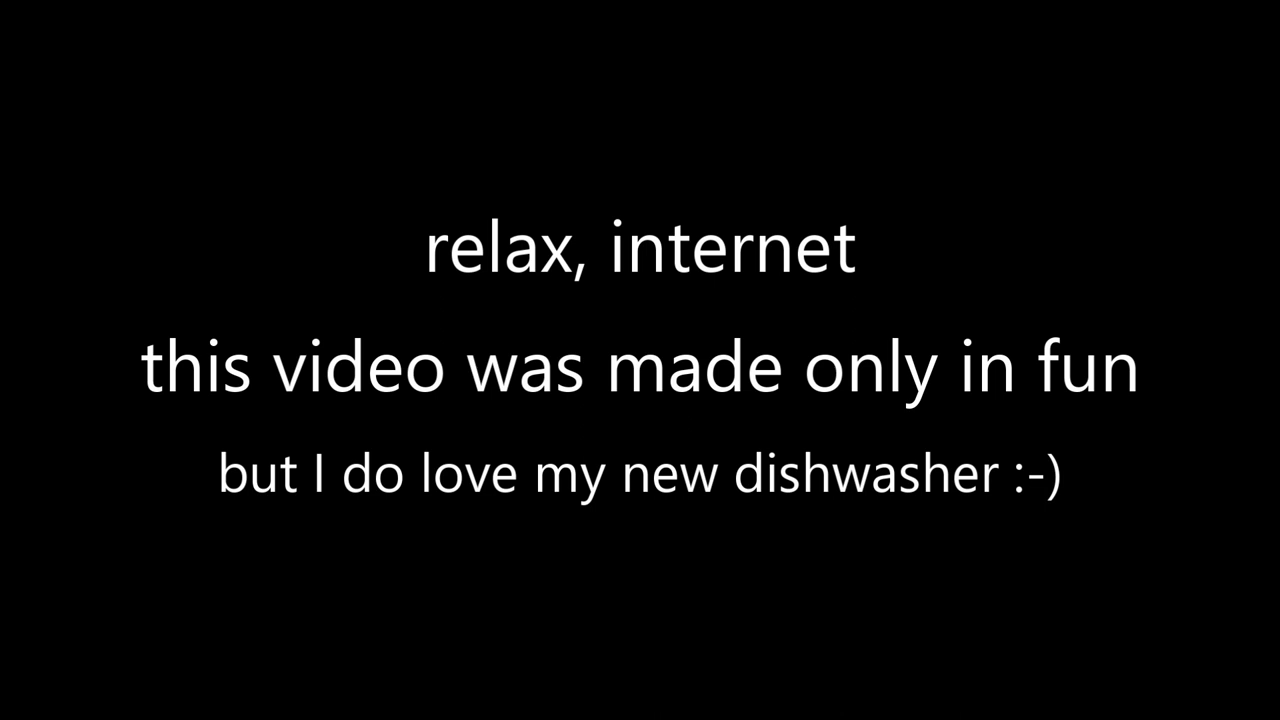 relax, internet
this video was made only in fun
but I do love my new dishwasher :-)